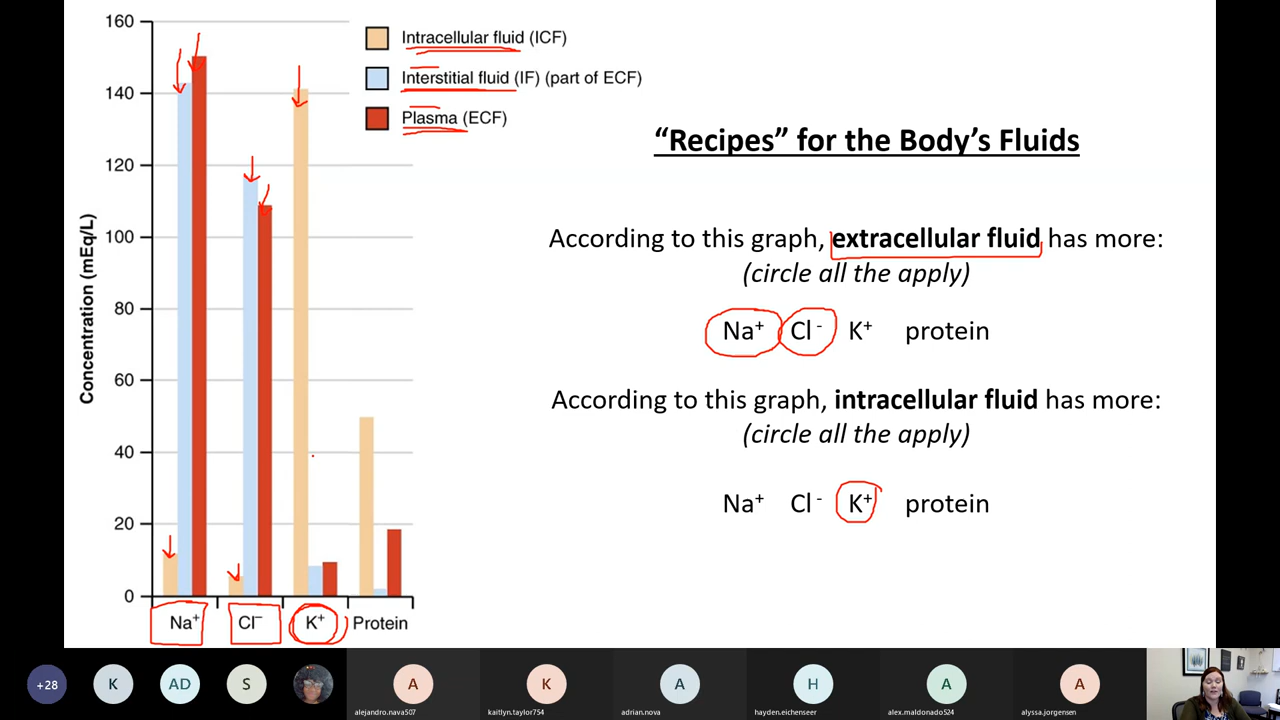 160
140
120
100
80
60
40
20
0
Concentration (mEq/L)
Na⁺
Cl⁻
K⁺
Protein
Intracellular fluid (ICF)
Interstitial fluid (IF) (part of ECF)
Plasma (ECF)
“Recipes” for the Body’s Fluids
According to this graph, extracellular fluid has more:
(circle all the apply)
Na⁺ Cl⁻ K⁺ protein
According to this graph, intracellular fluid has more:
(circle all the apply)
Na⁺ Cl⁻ K⁺ protein
+28
K
AD
S
A
alejandro.nava507
K
kaitlyn.taylor754
A
adrian.nova
H
hayden.eichenseer
A
alex.maldonado524
A
alyssa.jorgensen